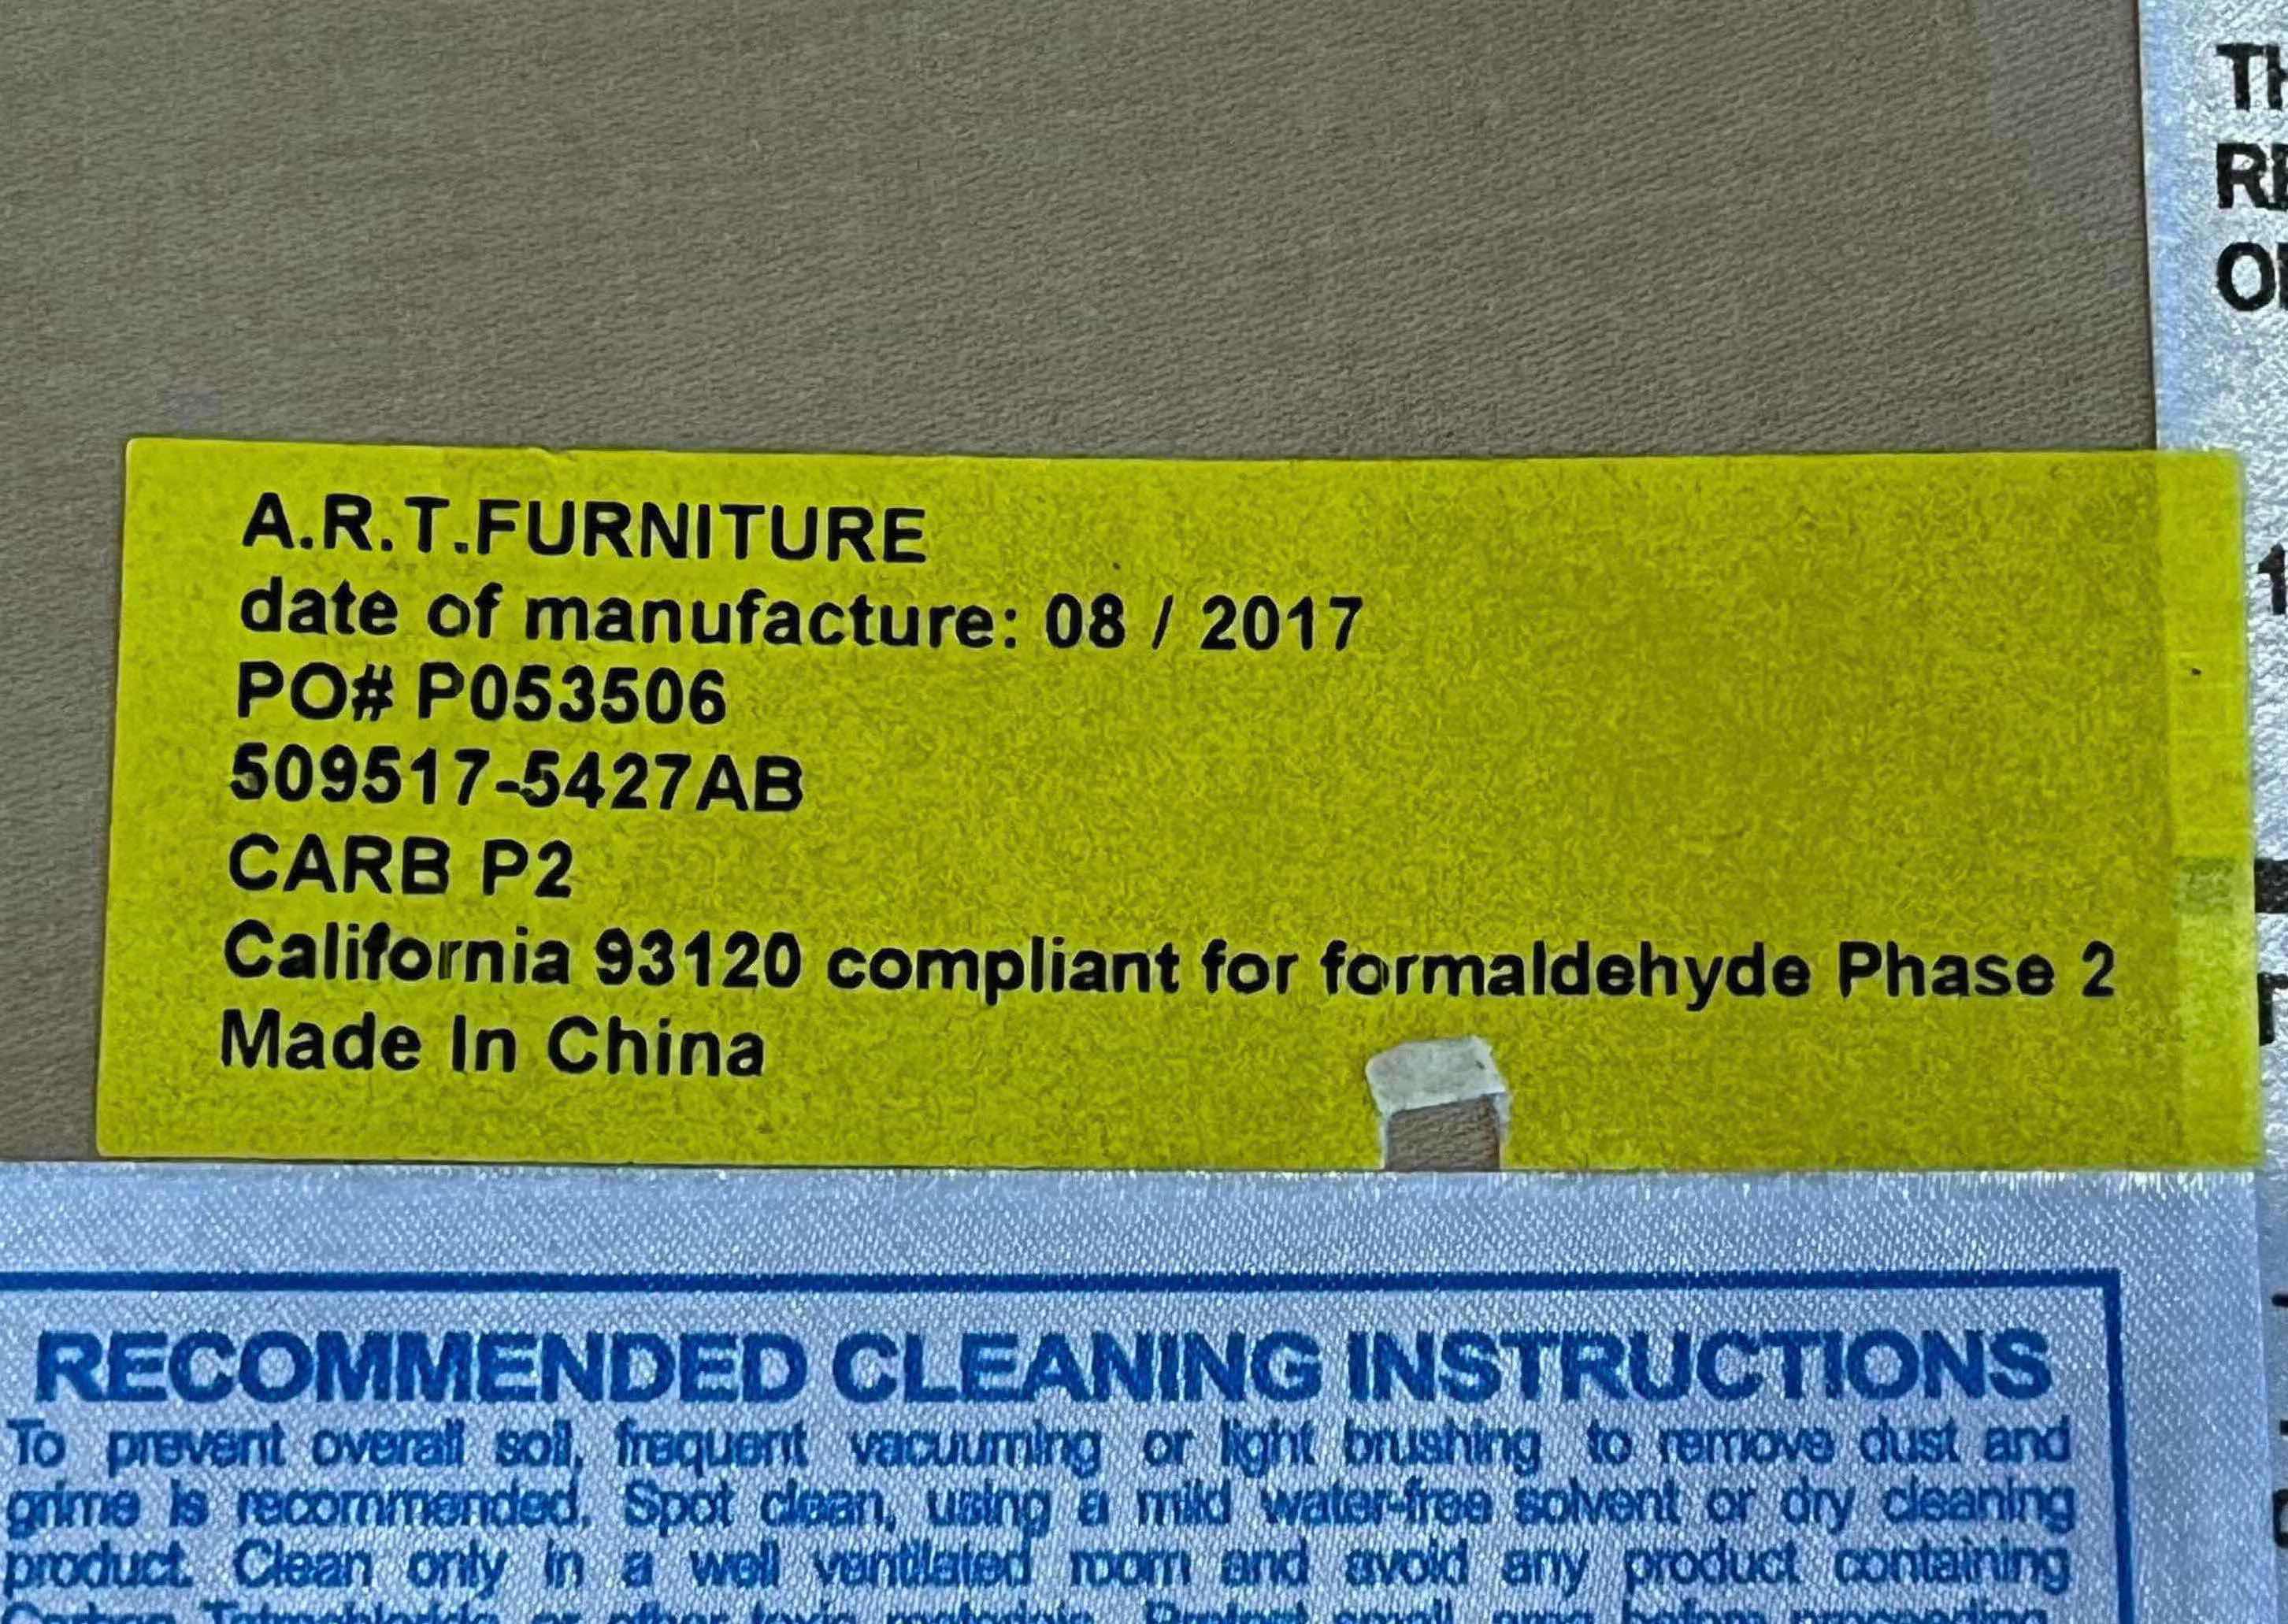 A.R.T.FURNITURE
date of manufacture: 08 / 2017
PO# P053506
509517-5427AB
CARB P2
California 93120 compliant for formaldehyde Phase 2
Made In China
RECOMMENDED CLEANING INSTRUCTIONS
To prevent overall soil, frequent vacuuming or light brushing to remove dust and
grime is recommended. Spot clean, using a mild water-free solvent or dry cleaning
product. Clean only in a well ventilated room and avoid any product containing